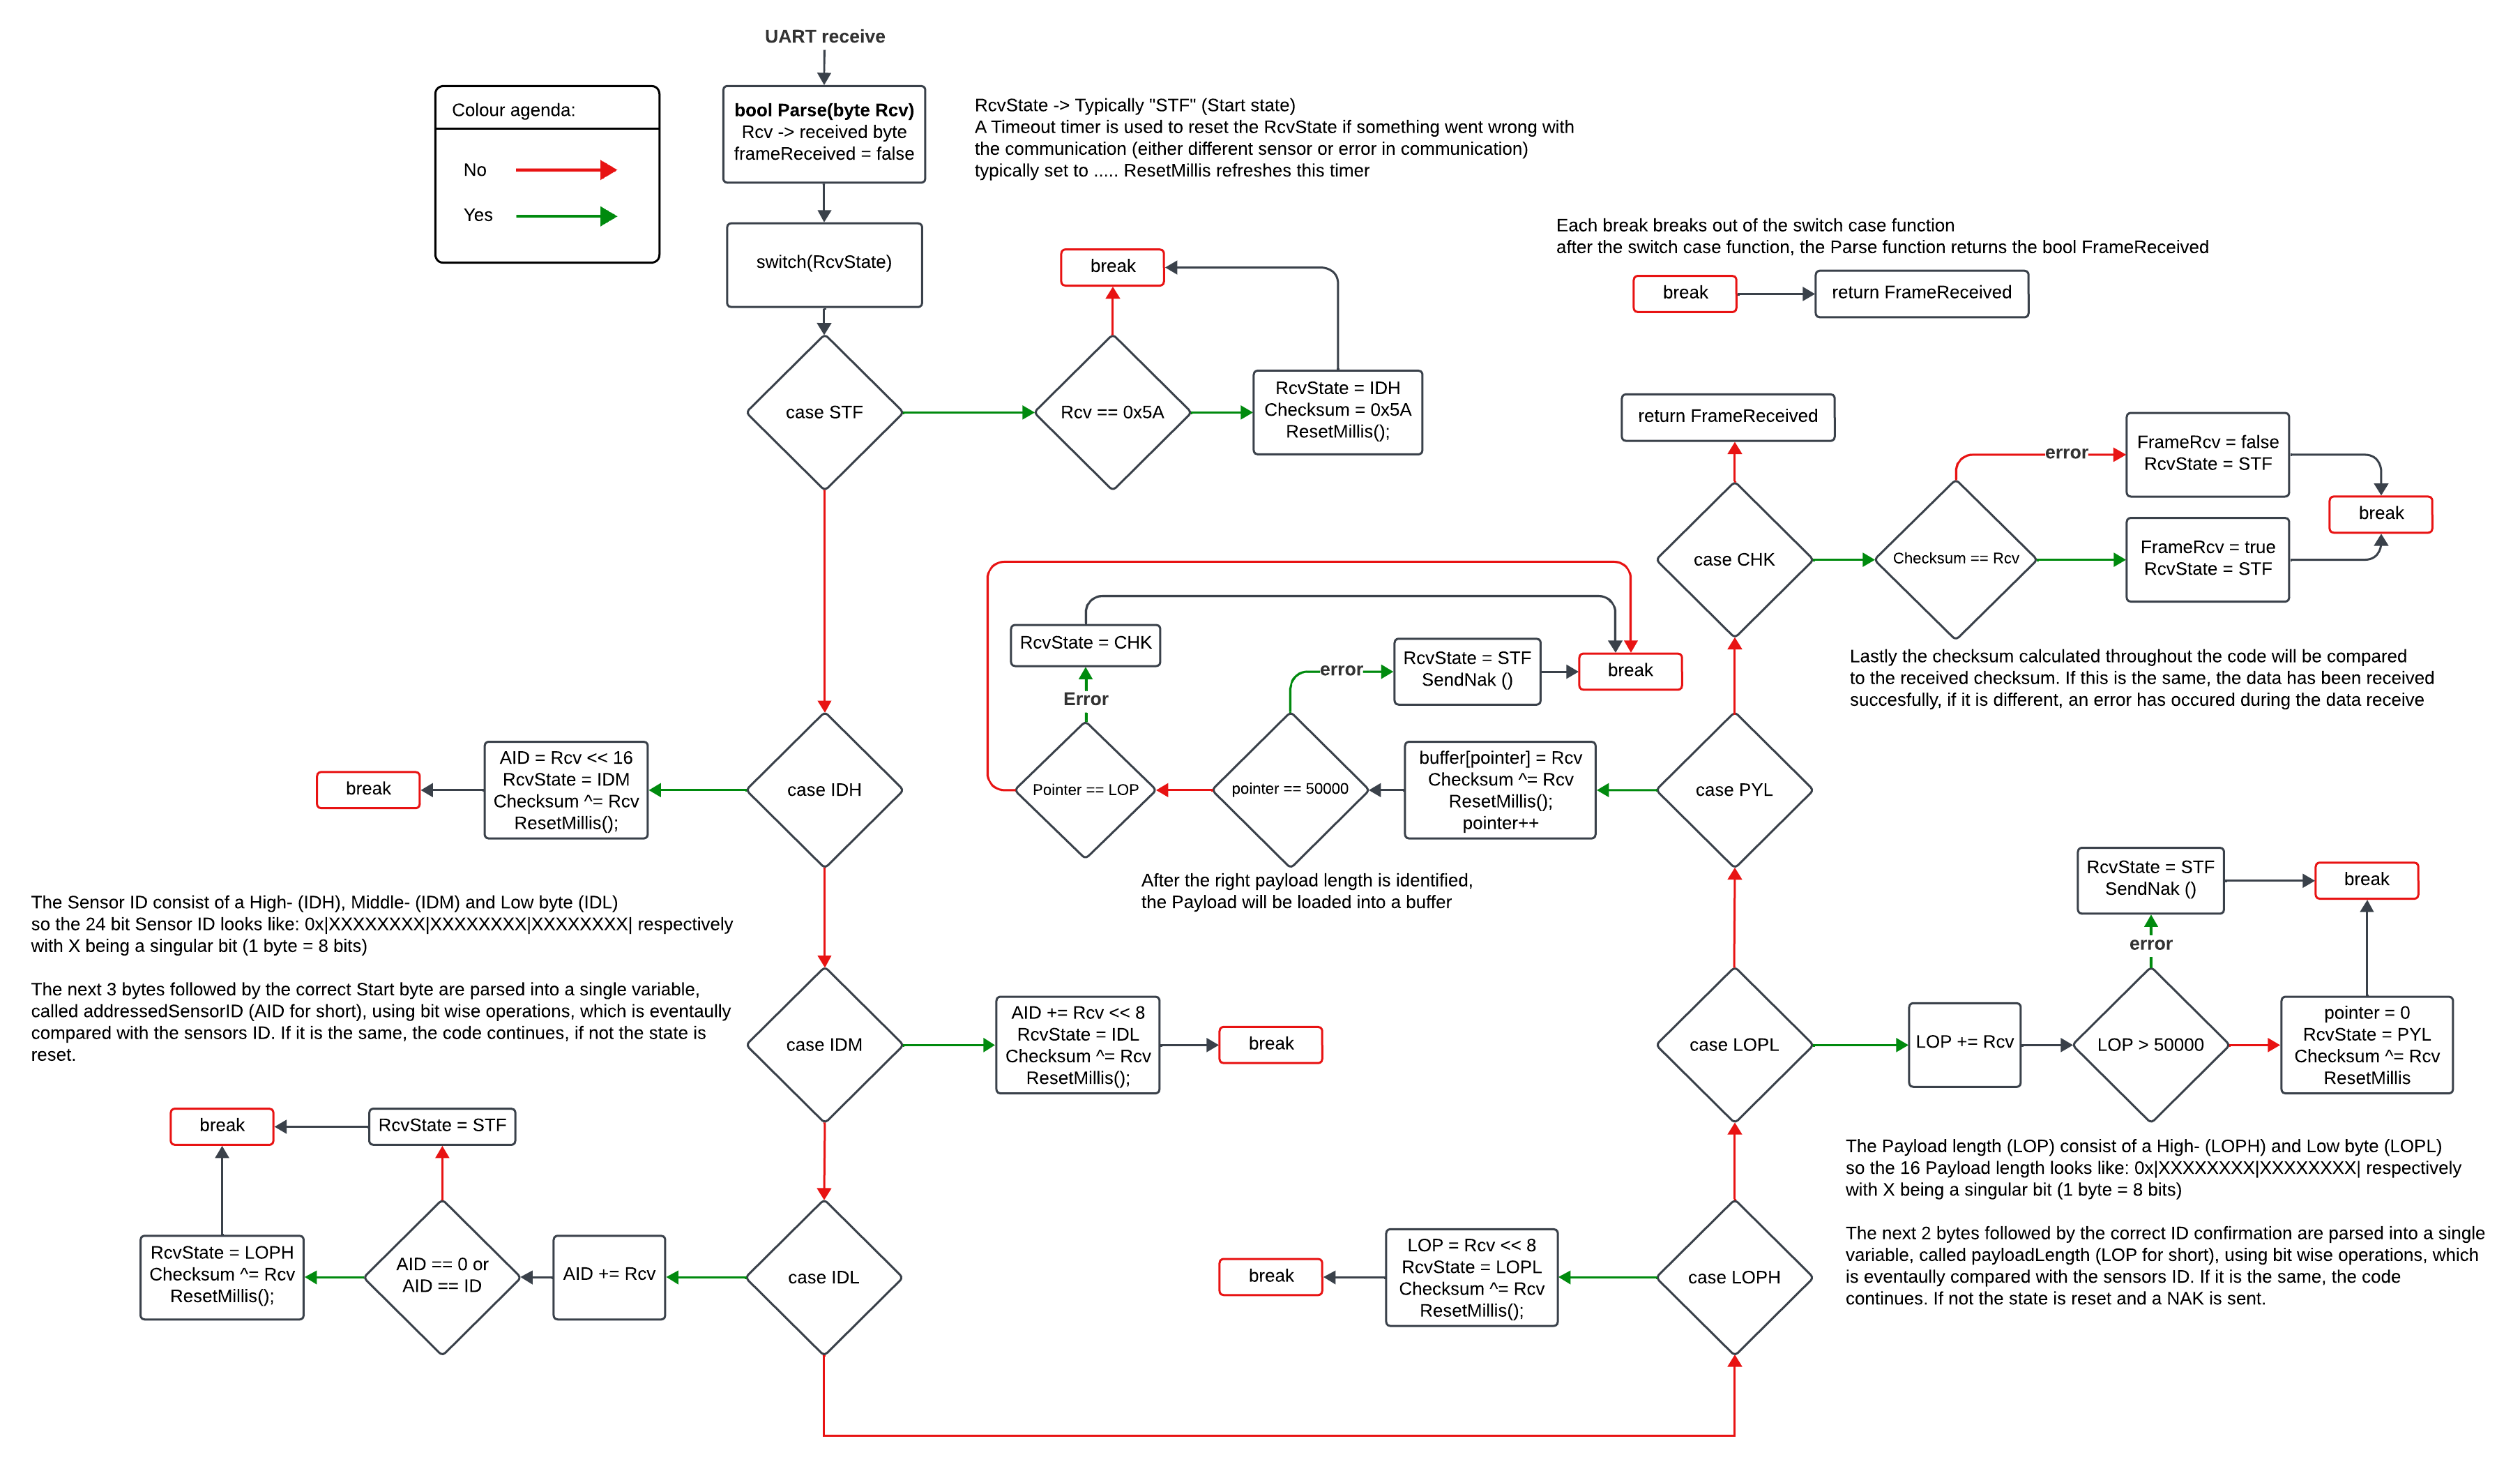 UART receive
Colour agenda:
No
Yes
bool Parse(byte Rcv)
Rcv -> received byte
frameReceived = false
RcvState -> Typically "STF" (Start state)
A Timeout timer is used to reset the RcvState if something went wrong with
the communication (either different sensor or error in communication)
typically set to ..... ResetMillis refreshes this timer
switch(RcvState)
Each break breaks out of the switch case function
after the switch case function, the Parse function returns the bool FrameReceived
break
return FrameReceived
break
case STF
Rcv == 0x5A
RcvState = IDH
Checksum = 0x5A
ResetMillis();
return FrameReceived
case CHK
Checksum == Rcv
error
FrameRcv = false
RcvState = STF
FrameRcv = true
RcvState = STF
break
Lastly the checksum calculated throughout the code will be compared
to the received checksum. If this is the same, the data has been received
succesfully, if it is different, an error has occured during the data receive
RcvState = CHK
Error
error
RcvState = STF
SendNak ()
break
break
AID = Rcv << 16
RcvState = IDM
Checksum ^= Rcv
ResetMillis();
case IDH
Pointer == LOP
pointer == 50000
buffer[pointer] = Rcv
Checksum ^= Rcv
ResetMillis();
pointer++
case PYL
After the right payload length is identified,
the Payload will be loaded into a buffer
The Sensor ID consist of a High- (IDH), Middle- (IDM) and Low byte (IDL)
so the 24 bit Sensor ID looks like: 0x|XXXXXXXX|XXXXXXXX|XXXXXXXX| respectively
with X being a singular bit (1 byte = 8 bits)
The next 3 bytes followed by the correct Start byte are parsed into a single variable,
called addressedSensorID (AID for short), using bit wise operations, which is eventaully
compared with the sensors ID. If it is the same, the code continues, if not the state is
reset.
case IDM
AID += Rcv << 8
RcvState = IDL
Checksum ^= Rcv
ResetMillis();
break
case LOPL
LOP += Rcv
LOP > 50000
error
RcvState = STF
SendNak ()
break
pointer = 0
RcvState = PYL
Checksum ^= Rcv
ResetMillis
The Payload length (LOP) consist of a High- (LOPH) and Low byte (LOPL)
so the 16 Payload length looks like: 0x|XXXXXXXX|XXXXXXXX| respectively
with X being a singular bit (1 byte = 8 bits)
The next 2 bytes followed by the correct ID confirmation are parsed into a single
variable, called payloadLength (LOP for short), using bit wise operations, which
is eventaully compared with the sensors ID. If it is the same, the code
continues. If not the state is reset and a NAK is sent.
break
RcvState = STF
RcvState = LOPH
Checksum ^= Rcv
ResetMillis();
AID == 0 or
AID == ID
AID += Rcv
case IDL
break
LOP = Rcv << 8
RcvState = LOPL
Checksum ^= Rcv
ResetMillis();
case LOPH